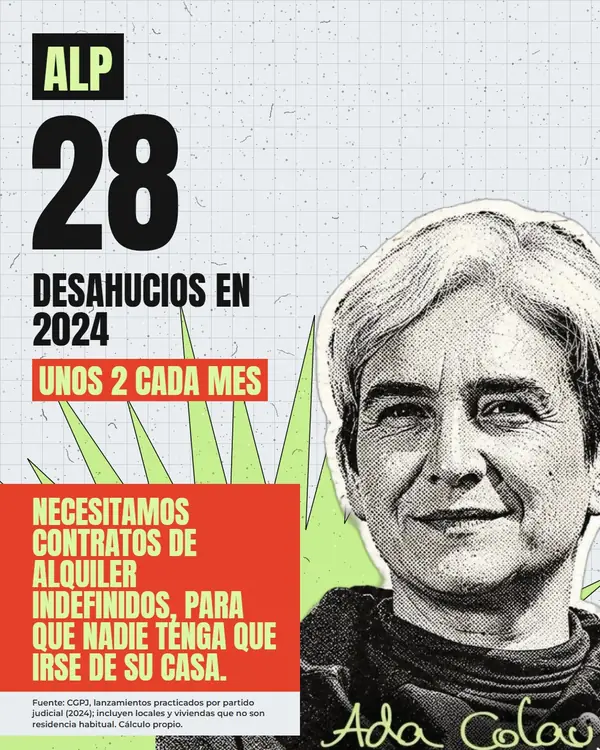 ALP
28
DESAHUCIOS EN
2024
UNOS 2 CADA MES
NECESITAMOS
CONTRATOS DE
ALQUILER
INDEFINIDOS, PARA
QUE NADIE TENGA QUE
IRSE DE SU CASA.
Fuente: CGPJ, lanzamientos practicados por partido
judicial (2024); incluyen locales y viviendas que no son
residencia habitual. Cálculo propio.
Ada Colau